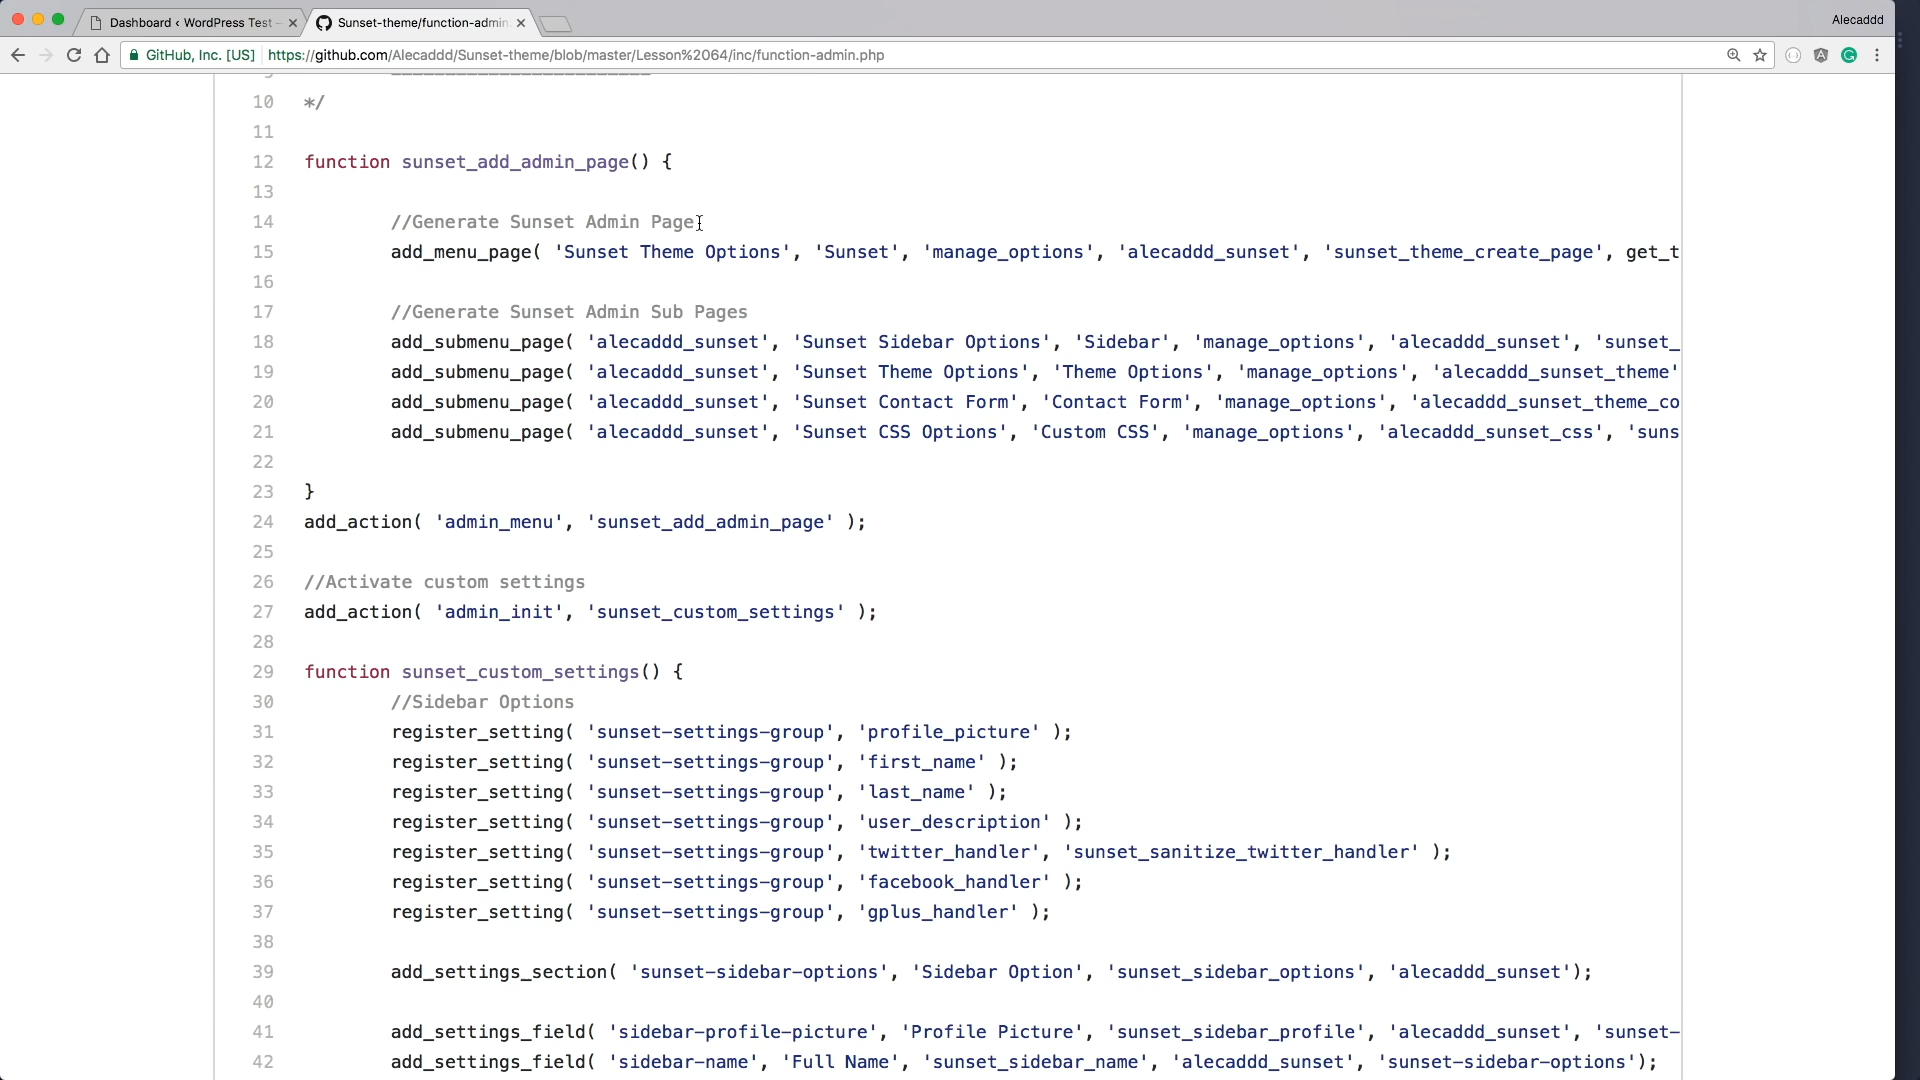 Dashboard ‹ WordPress Test
Sunset-theme/function-admin.
Alecaddd
GitHub, Inc. [US]
https://github.com/Alecaddd/Sunset-theme/blob/master/Lesson%2064/inc/function-admin.php
10 */
11
12 function sunset_add_admin_page() {
13
14 //Generate Sunset Admin Page
15 add_menu_page( 'Sunset Theme Options', 'Sunset', 'manage_options', 'alecaddd_sunset', 'sunset_theme_create_page', get_t
16
17 //Generate Sunset Admin Sub Pages
18 add_submenu_page( 'alecaddd_sunset', 'Sunset Sidebar Options', 'Sidebar', 'manage_options', 'alecaddd_sunset', 'sunset_
19 add_submenu_page( 'alecaddd_sunset', 'Sunset Theme Options', 'Theme Options', 'manage_options', 'alecaddd_sunset_theme'
20 add_submenu_page( 'alecaddd_sunset', 'Sunset Contact Form', 'Contact Form', 'manage_options', 'alecaddd_sunset_theme_co
21 add_submenu_page( 'alecaddd_sunset', 'Sunset CSS Options', 'Custom CSS', 'manage_options', 'alecaddd_sunset_css', 'suns
22
23 }
24 add_action( 'admin_menu', 'sunset_add_admin_page' );
25
26 //Activate custom settings
27 add_action( 'admin_init', 'sunset_custom_settings' );
28
29 function sunset_custom_settings() {
30 //Sidebar Options
31 register_setting( 'sunset-settings-group', 'profile_picture' );
32 register_setting( 'sunset-settings-group', 'first_name' );
33 register_setting( 'sunset-settings-group', 'last_name' );
34 register_setting( 'sunset-settings-group', 'user_description' );
35 register_setting( 'sunset-settings-group', 'twitter_handler', 'sunset_sanitize_twitter_handler' );
36 register_setting( 'sunset-settings-group', 'facebook_handler' );
37 register_setting( 'sunset-settings-group', 'gplus_handler' );
38
39 add_settings_section( 'sunset-sidebar-options', 'Sidebar Option', 'sunset_sidebar_options', 'alecaddd_sunset');
40
41 add_settings_field( 'sidebar-profile-picture', 'Profile Picture', 'sunset_sidebar_profile', 'alecaddd_sunset', 'sunset-
42 add_settings_field( 'sidebar-name', 'Full Name', 'sunset_sidebar_name', 'alecaddd_sunset', 'sunset-sidebar-options');